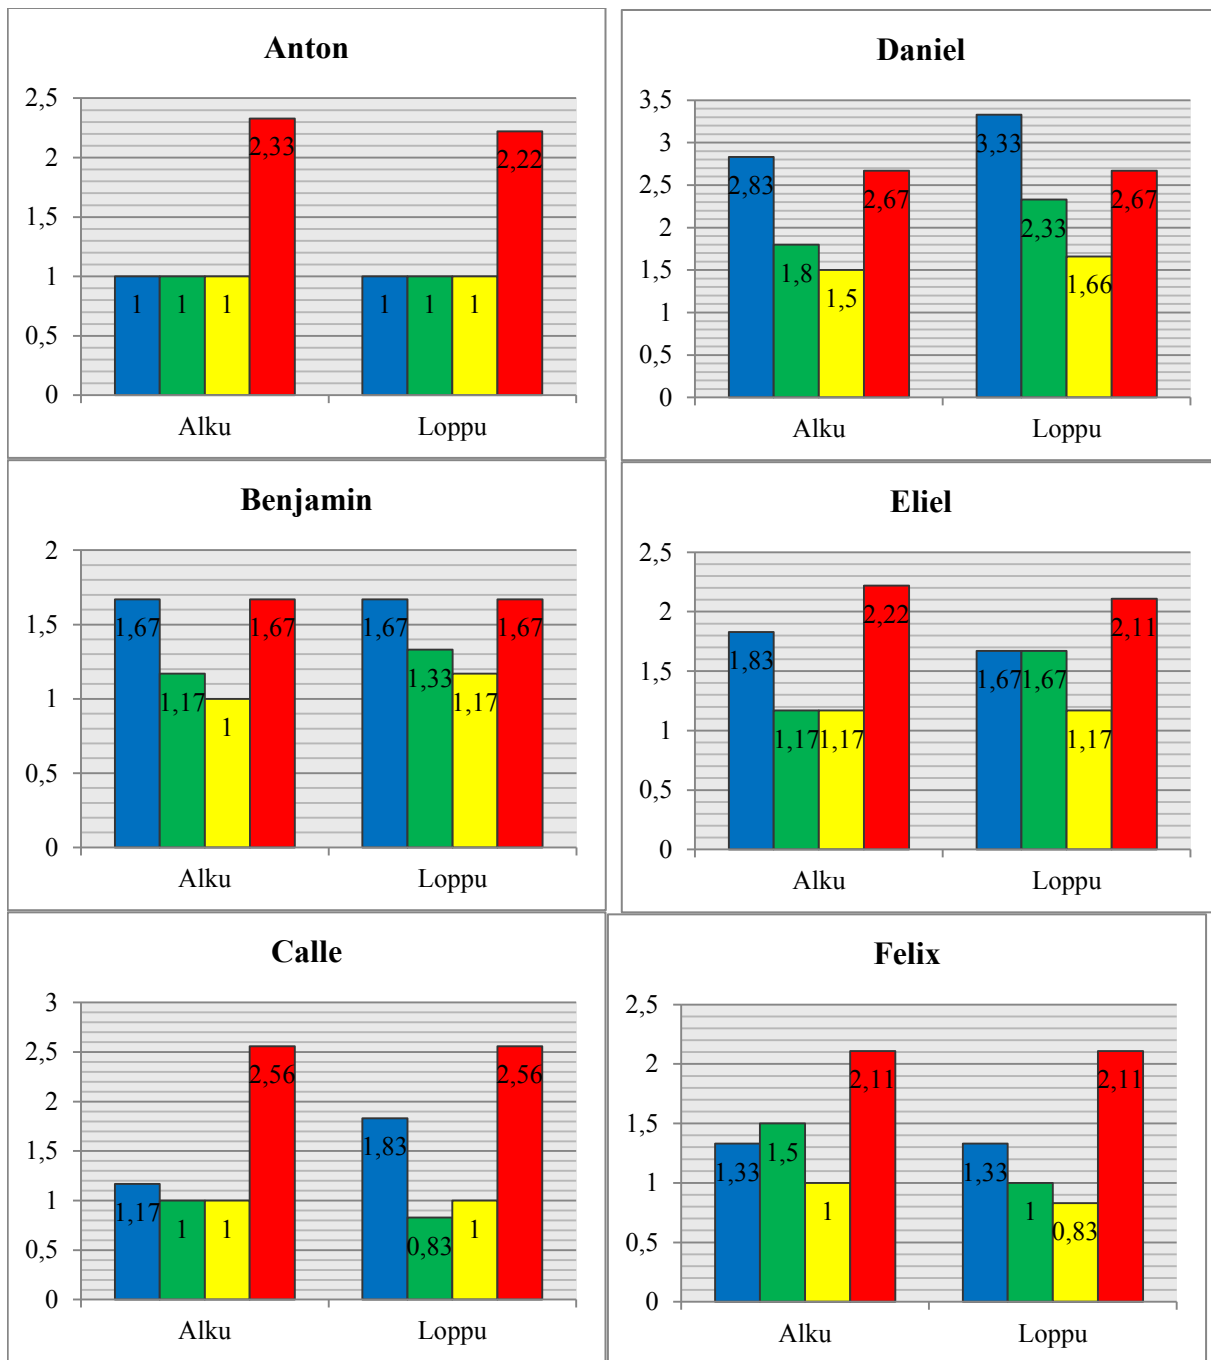 Anton
2,5
2
1,5
1
0,5
0
1 1 1 2,33
1 1 1 2,22
Alku Loppu
Daniel
3,5
3
2,5
2
1,5
1
0,5
0
2,83 1,8 1,5 2,67
3,33 2,33 1,66 2,67
Alku Loppu
Benjamin
2
1,5
1
0,5
0
1,67 1,17 1 1,67
1,67 1,33 1,17 1,67
Alku Loppu
Eliel
2,5
2
1,5
1
0,5
0
1,83 1,17 1,17 2,22
1,67 1,67 1,17 2,11
Alku Loppu
Calle
3
2,5
2
1,5
1
0,5
0
1,17 1 1 2,56
1,83 0,83 1 2,56
Alku Loppu
Felix
2,5
2
1,5
1
0,5
0
1,33 1,5 1 2,11
1,33 1 0,83 2,11
Alku Loppu